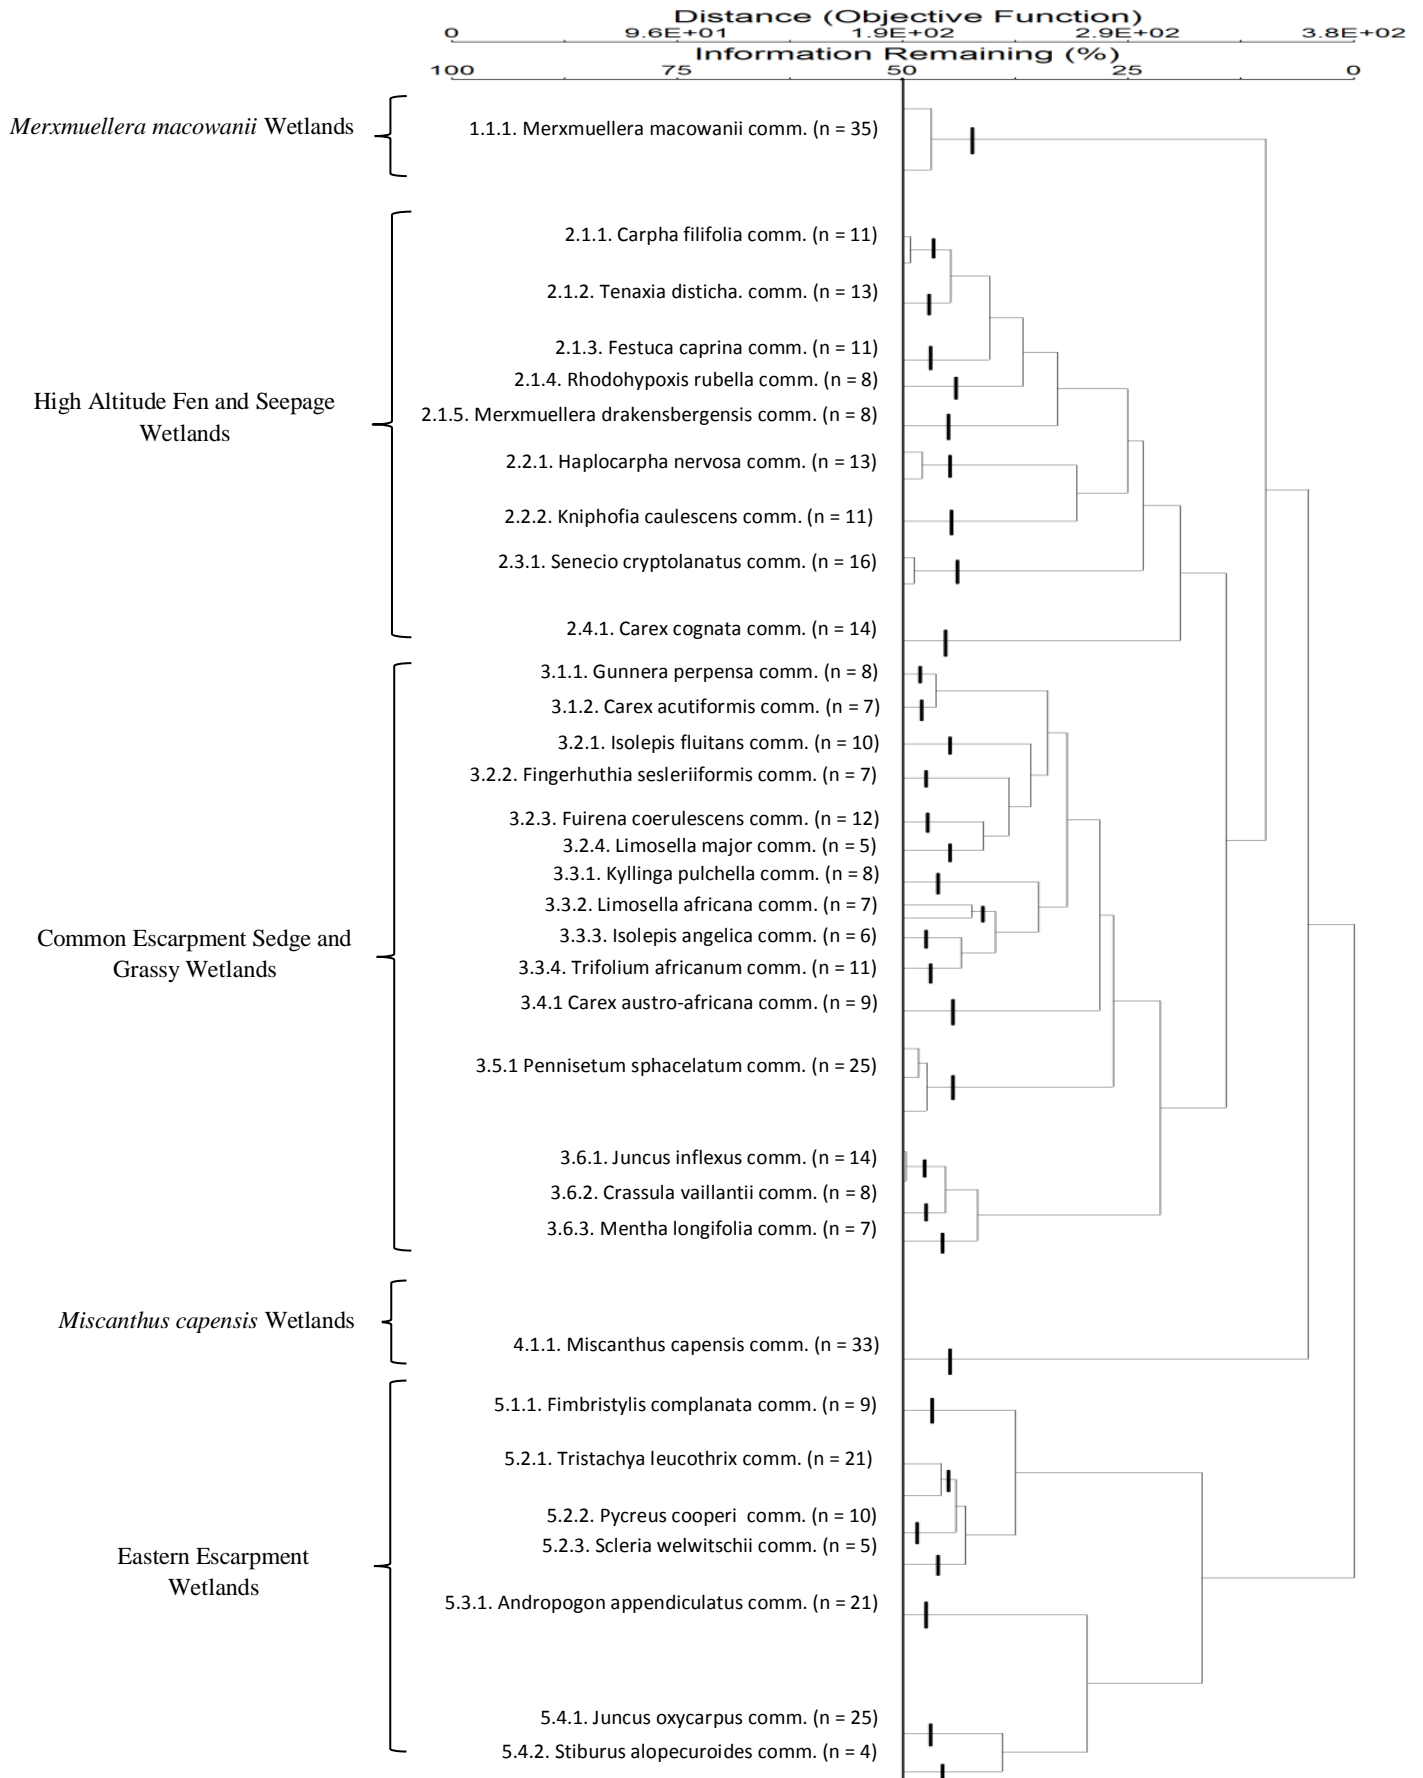 Distance (Objective Function)
0 9.6E+01 1.9E+02 2.9E+02 3.8E+02
Information Remaining (%)
100 75 50 25 0
Merxmuellera macowanii Wetlands
1.1.1. Merxmuellera macowanii comm. (n = 35)
High Altitude Fen and Seepage
Wetlands
2.1.1. Carpha filifolia comm. (n = 11)
2.1.2. Tenaxia disticha. comm. (n = 13)
2.1.3. Festuca caprina comm. (n = 11)
2.1.4. Rhodohypoxis rubella comm. (n = 8)
2.1.5. Merxmuellera drakensbergensis comm. (n = 8)
2.2.1. Haplocarpha nervosa comm. (n = 13)
2.2.2. Kniphofia caulescens comm. (n = 11)
2.3.1. Senecio cryptolanatus comm. (n = 16)
2.4.1. Carex cognata comm. (n = 14)
Common Escarpment Sedge and
Grassy Wetlands
3.1.1. Gunnera perpensa comm. (n = 8)
3.1.2. Carex acutiformis comm. (n = 7)
3.2.1. Isolepis fluitans comm. (n = 10)
3.2.2. Fingerhuthia sesleriiformis comm. (n = 7)
3.2.3. Fuirena coerulescens comm. (n = 12)
3.2.4. Limosella major comm. (n = 5)
3.3.1. Kyllinga pulchella comm. (n = 8)
3.3.2. Limosella africana comm. (n = 7)
3.3.3. Isolepis angelica comm. (n = 6)
3.3.4. Trifolium africanum comm. (n = 11)
3.4.1 Carex austro-africana comm. (n = 9)
3.5.1 Pennisetum sphacelatum comm. (n = 25)
3.6.1. Juncus inflexus comm. (n = 14)
3.6.2. Crassula vaillantii comm. (n = 8)
3.6.3. Mentha longifolia comm. (n = 7)
Miscanthus capensis Wetlands
4.1.1. Miscanthus capensis comm. (n = 33)
Eastern Escarpment
Wetlands
5.1.1. Fimbristylis complanata comm. (n = 9)
5.2.1. Tristachya leucothrix comm. (n = 21)
5.2.2. Pycreus cooperi comm. (n = 10)
5.2.3. Scleria welwitschii comm. (n = 5)
5.3.1. Andropogon appendiculatus comm. (n = 21)
5.4.1. Juncus oxycarpus comm. (n = 25)
5.4.2. Stiburus alopecuroides comm. (n = 4)